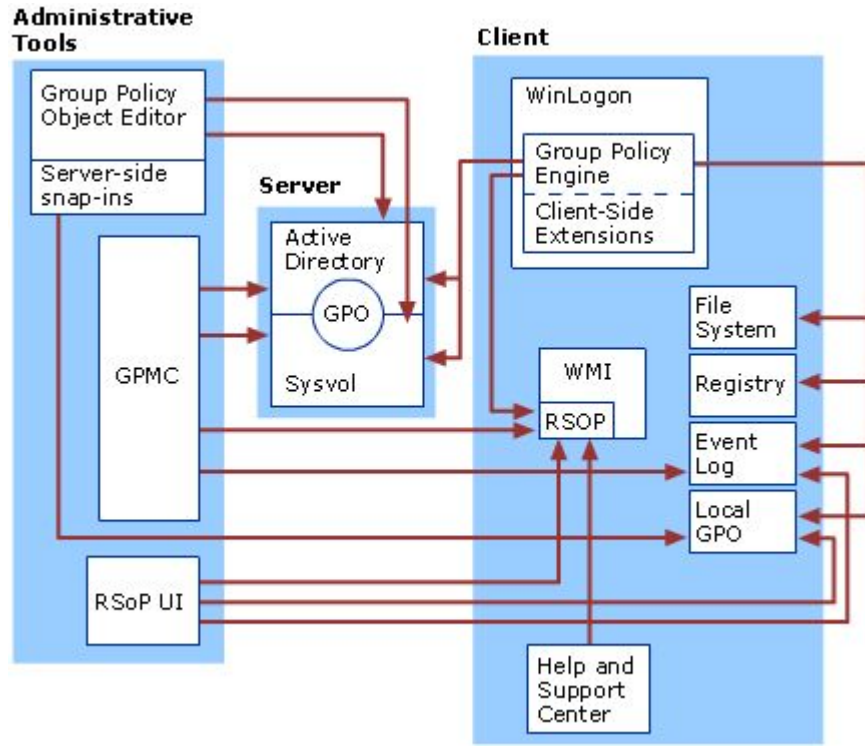 Administrative
Tools
Group Policy
Object Editor
Server-side
snap-ins
GPMC
RSoP UI
Server
Active
Directory
GPO
Sysvol
Client
WinLogon
Group Policy
Engine
Client-Side
Extensions
WMI
RSOP
File
System
Registry
Event
Log
Local
GPO
Help and
Support
Center